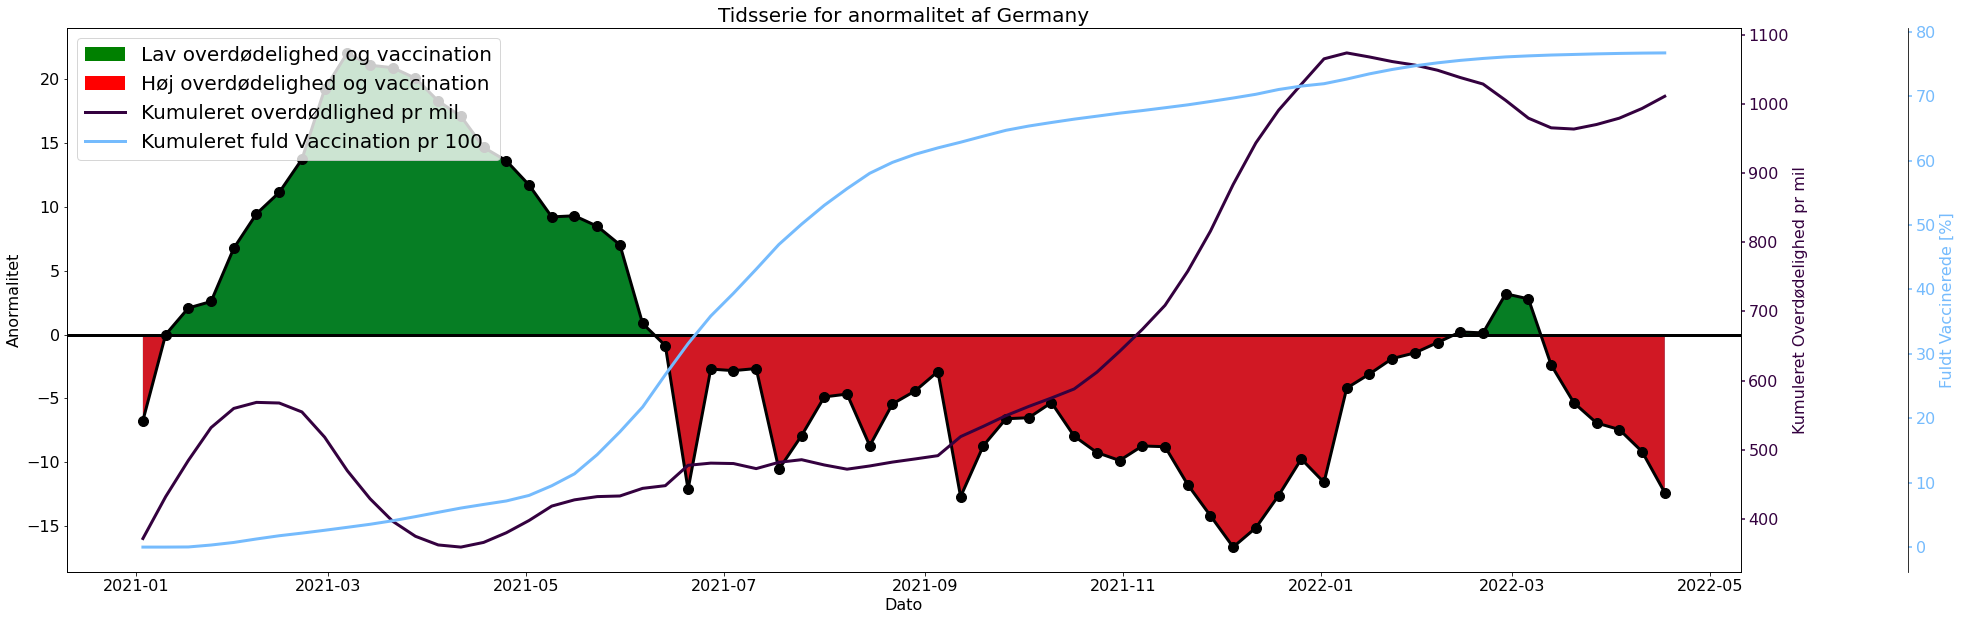 Tidsserie for anormalitet af Germany
Lav overdødelighed og vaccination
Høj overdødelighed og vaccination
Kumuleret overdødlighed pr mil
Kumuleret fuld Vaccination pr 100
Anormalitet
20
15
10
5
0
−5
−10
−15
2021-01 2021-03 2021-05 2021-07 2021-09 2021-11 2022-01 2022-03 2022-05
Dato
1100
1000
900
800
700
600
500
400
Kumuleret Overdødelighed pr mil
80
70
60
50
40
30
20
10
0
Fuldt Vaccinerede [%]